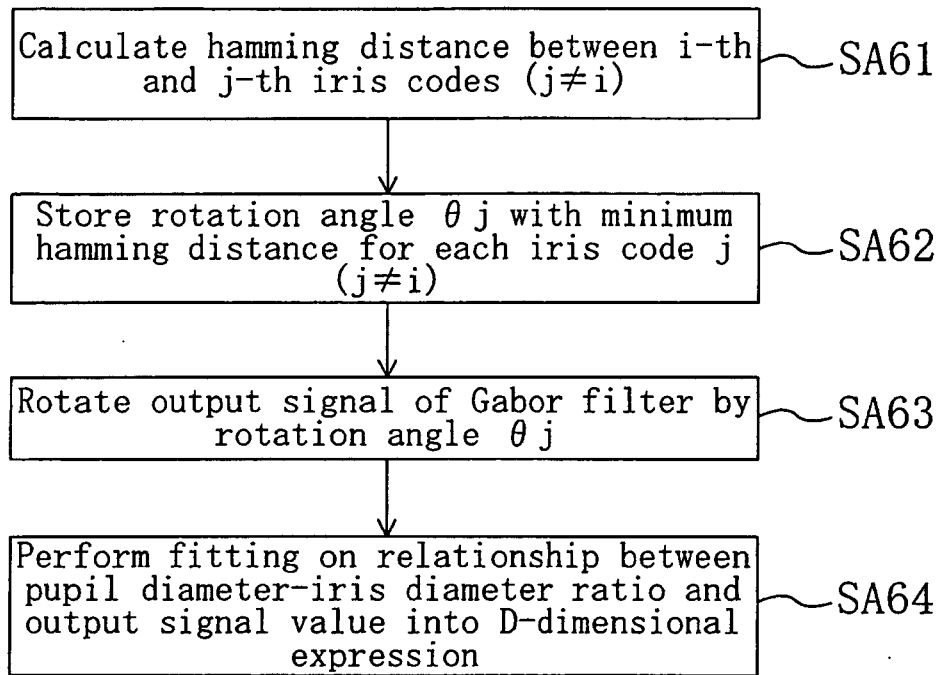 Calculate hamming distance between i-th
and j-th iris codes (j≠i)
SA61
Store rotation angle θj with minimum
hamming distance for each iris code j
(j≠i)
SA62
Rotate output signal of Gabor filter by
rotation angle θj
SA63
Perform fitting on relationship between
pupil diameter-iris diameter ratio and
output signal value into D-dimensional
expression
SA64